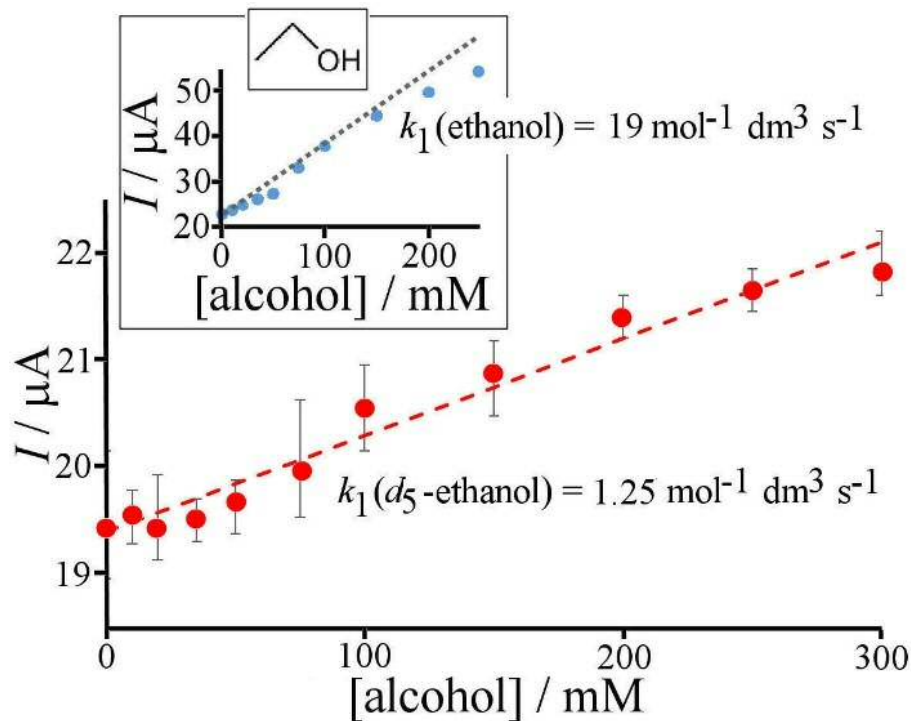 OH
I / µA
50
40
30
20
0
100
200
[alcohol] / mM
k₁(ethanol) = 19 mol⁻¹ dm³ s⁻¹
I / µA
22
21
20
19
k₁(d₅-ethanol) = 1.25 mol⁻¹ dm³ s⁻¹
0
100
200
300
[alcohol] / mM